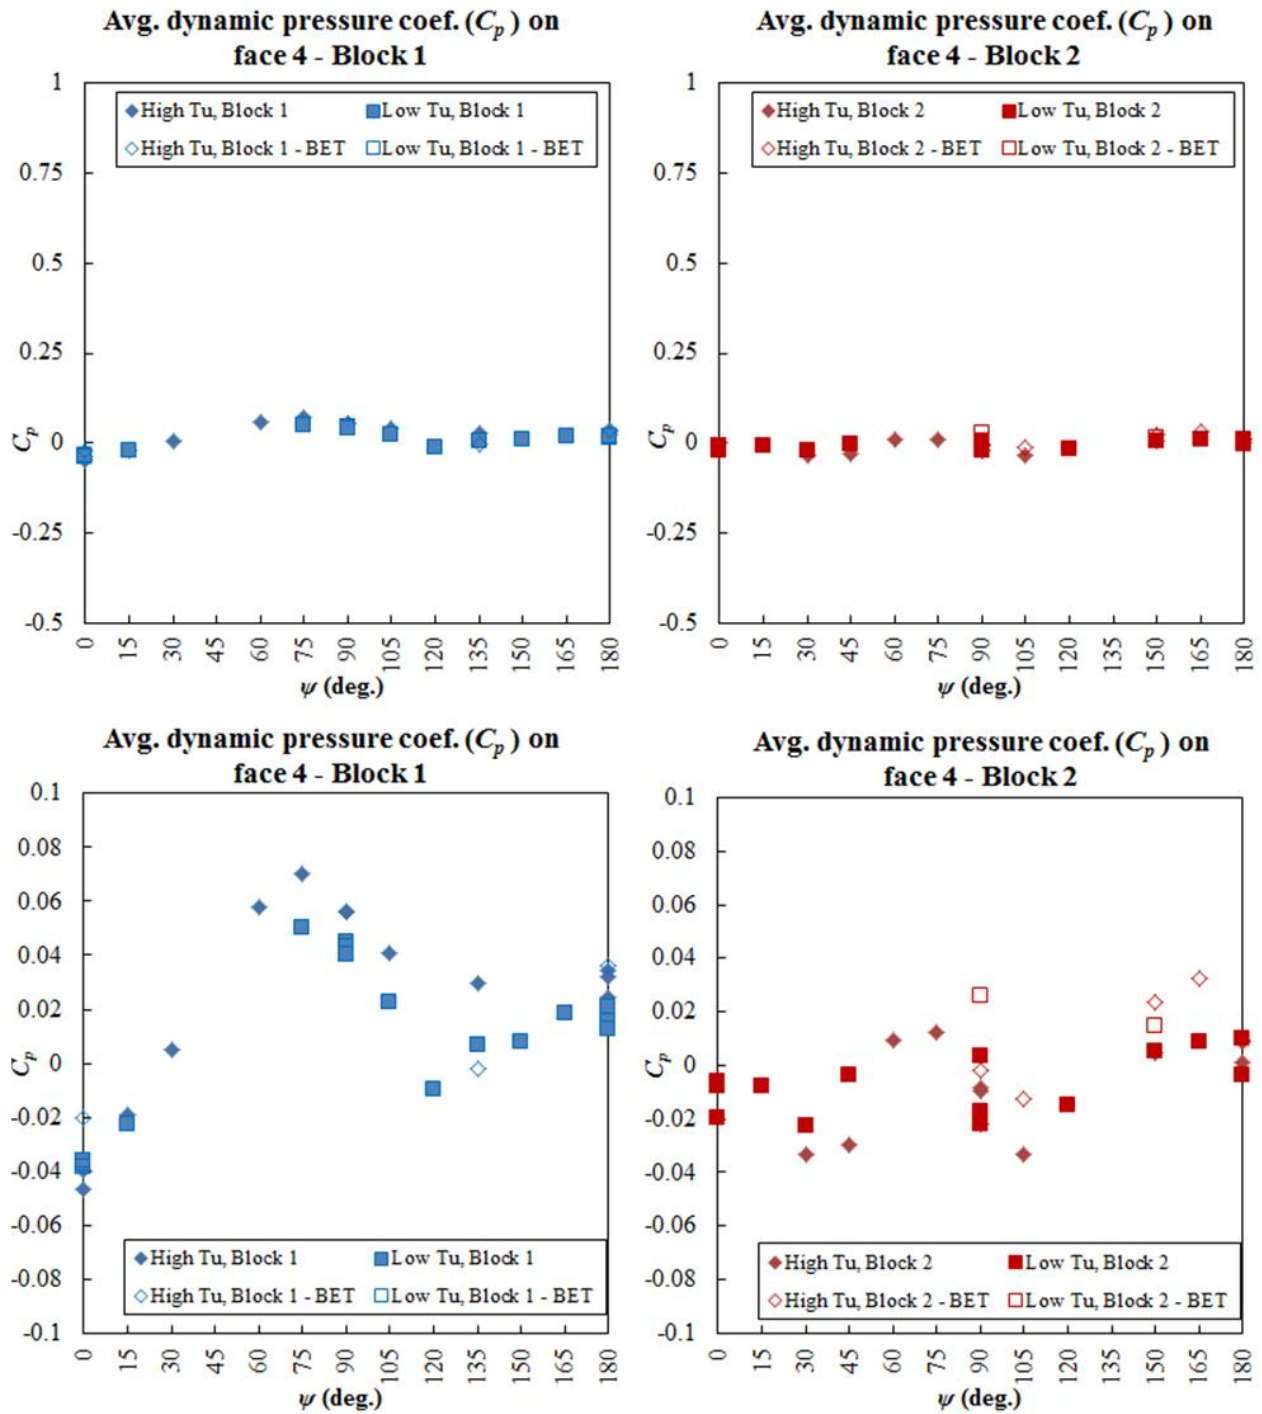 Avg. dynamic pressure coef. (Cp) on
face 4 - Block 1
1
0.75
0.5
0.25
0
-0.25
-0.5
Cp
High Tu, Block 1
Low Tu, Block 1
High Tu, Block 1 - BET
Low Tu, Block 1 - BET
0 15 30 45 60 75 90 105 120 135 150 165 180
ψ (deg.)
Avg. dynamic pressure coef. (Cp) on
face 4 - Block 2
1
0.75
0.5
0.25
0
-0.25
-0.5
Cp
High Tu, Block 2
Low Tu, Block 2
High Tu, Block 2 - BET
Low Tu, Block 2 - BET
0 15 30 45 60 75 90 105 120 135 150 165 180
ψ (deg.)
Avg. dynamic pressure coef. (Cp) on
face 4 - Block 1
0.1
0.08
0.06
0.04
0.02
0
-0.02
-0.04
-0.06
-0.08
-0.1
Cp
High Tu, Block 1
Low Tu, Block 1
High Tu, Block 1 - BET
Low Tu, Block 1 - BET
0 15 30 45 60 75 90 105 120 135 150 165 180
ψ (deg.)
Avg. dynamic pressure coef. (Cp) on
face 4 - Block 2
0.1
0.08
0.06
0.04
0.02
0
-0.02
-0.04
-0.06
-0.08
-0.1
Cp
High Tu, Block 2
Low Tu, Block 2
High Tu, Block 2 - BET
Low Tu, Block 2 - BET
0 15 30 45 60 75 90 105 120 135 150 165 180
ψ (deg.)